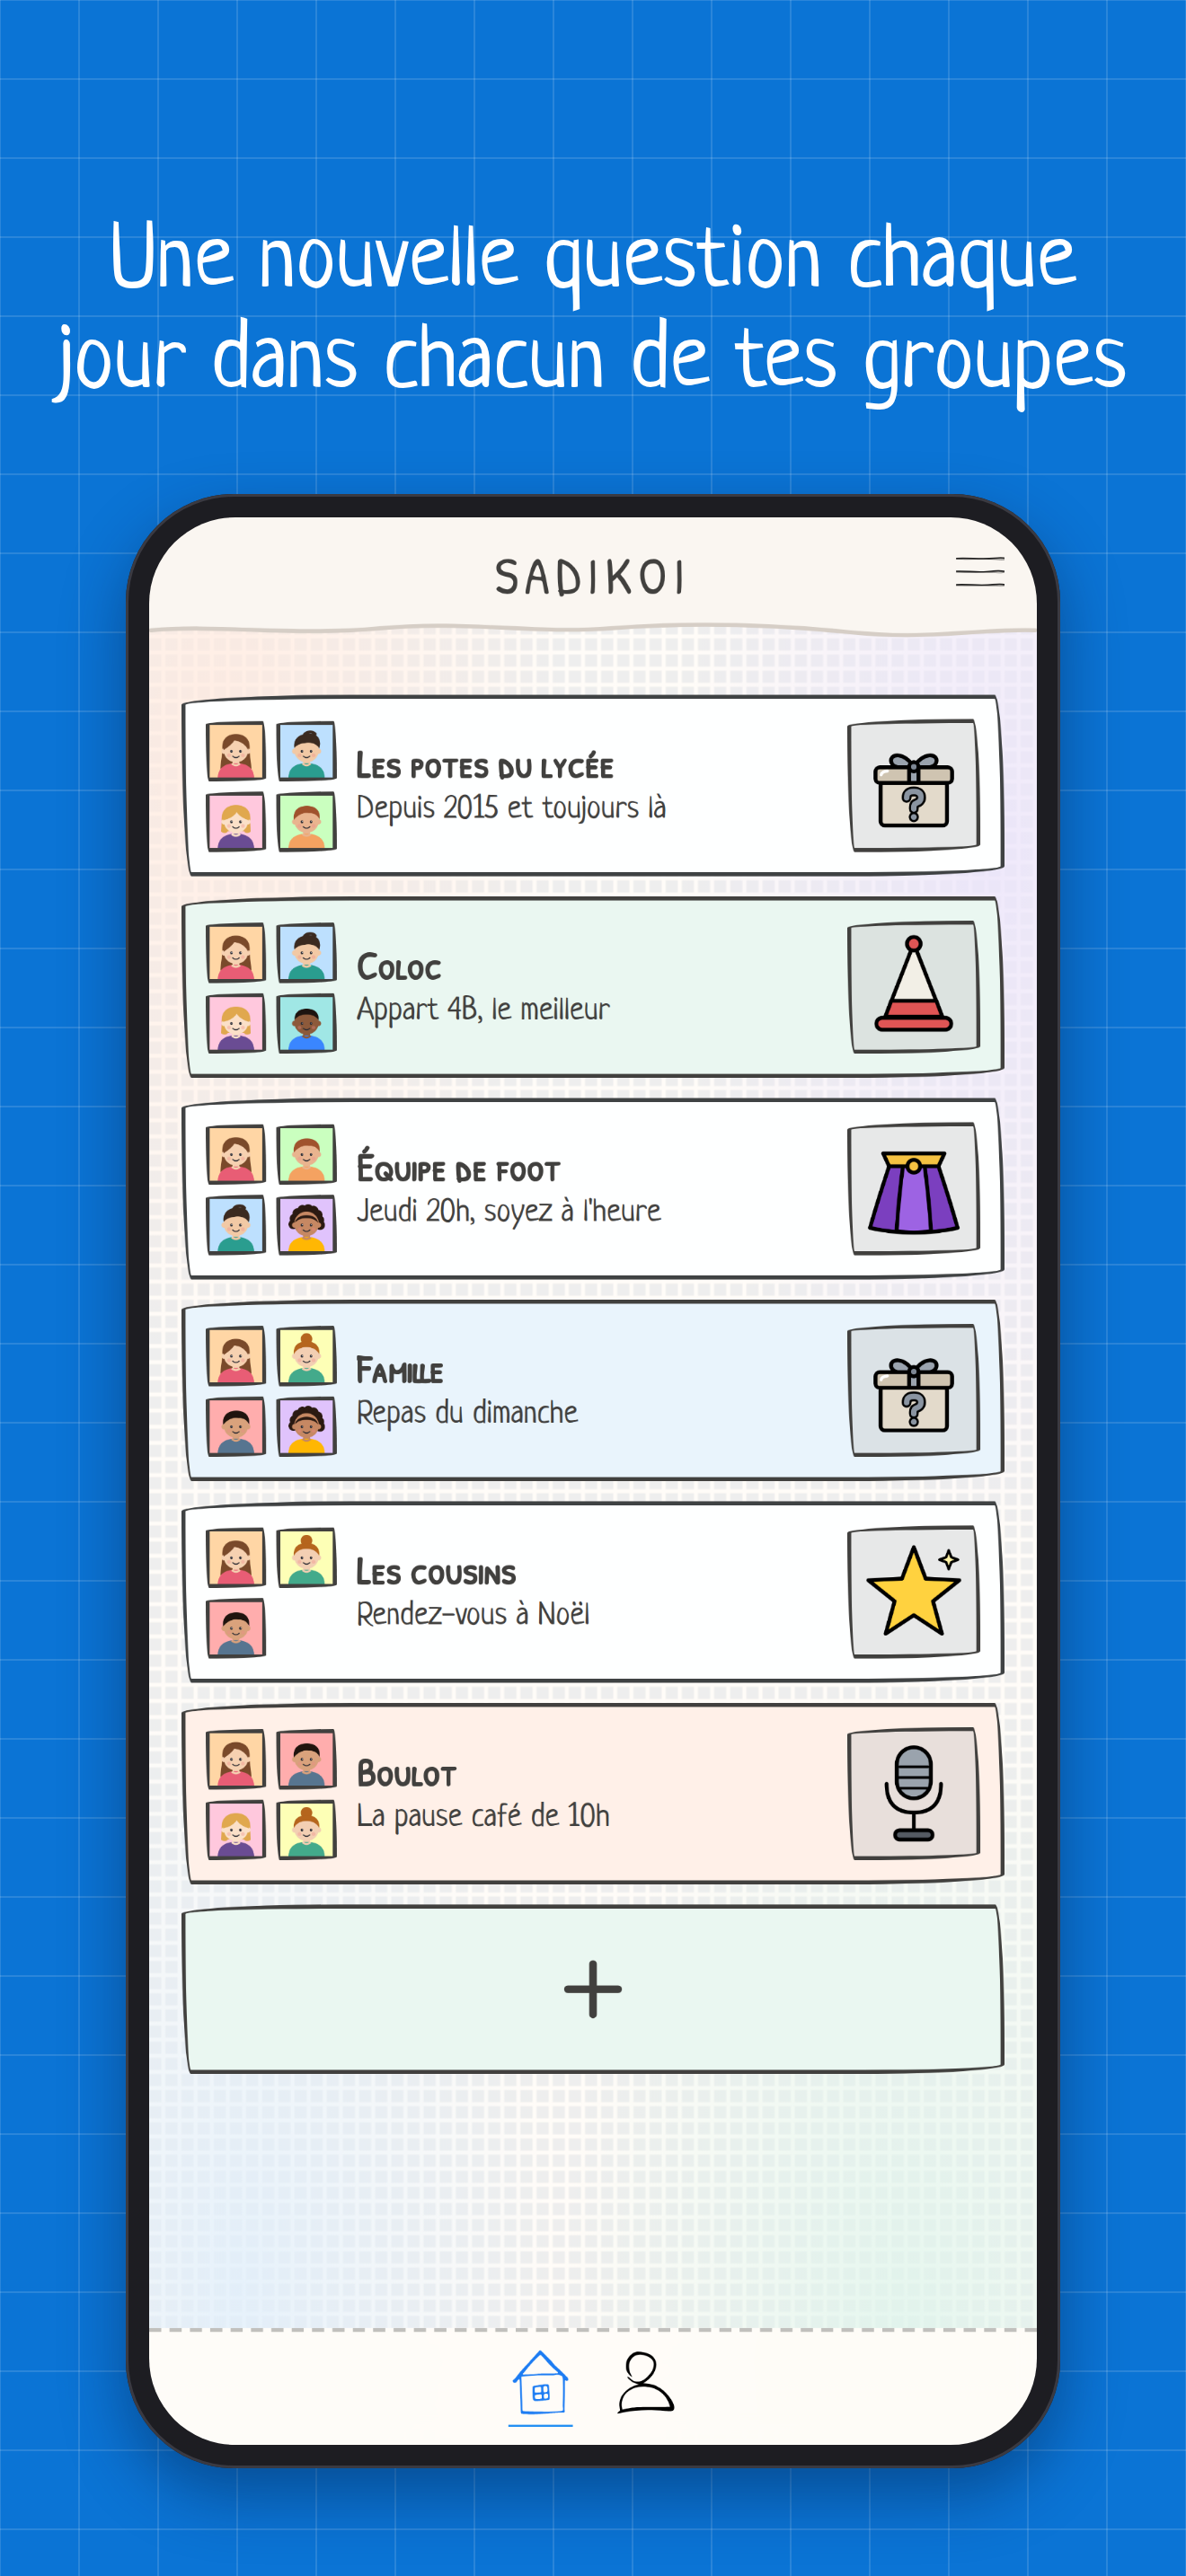 Une nouvelle question chaque
jour dans chacun de tes groupes
SADIKOI
Les potes du lycée
Depuis 2015 et toujours là
?
Coloc
Appart 4B, le meilleur
Équipe de foot
Jeudi 20h, soyez à l'heure
Famille
Repas du dimanche
?
Les cousins
Rendez-vous à Noël
Boulot
La pause café de 10h
+